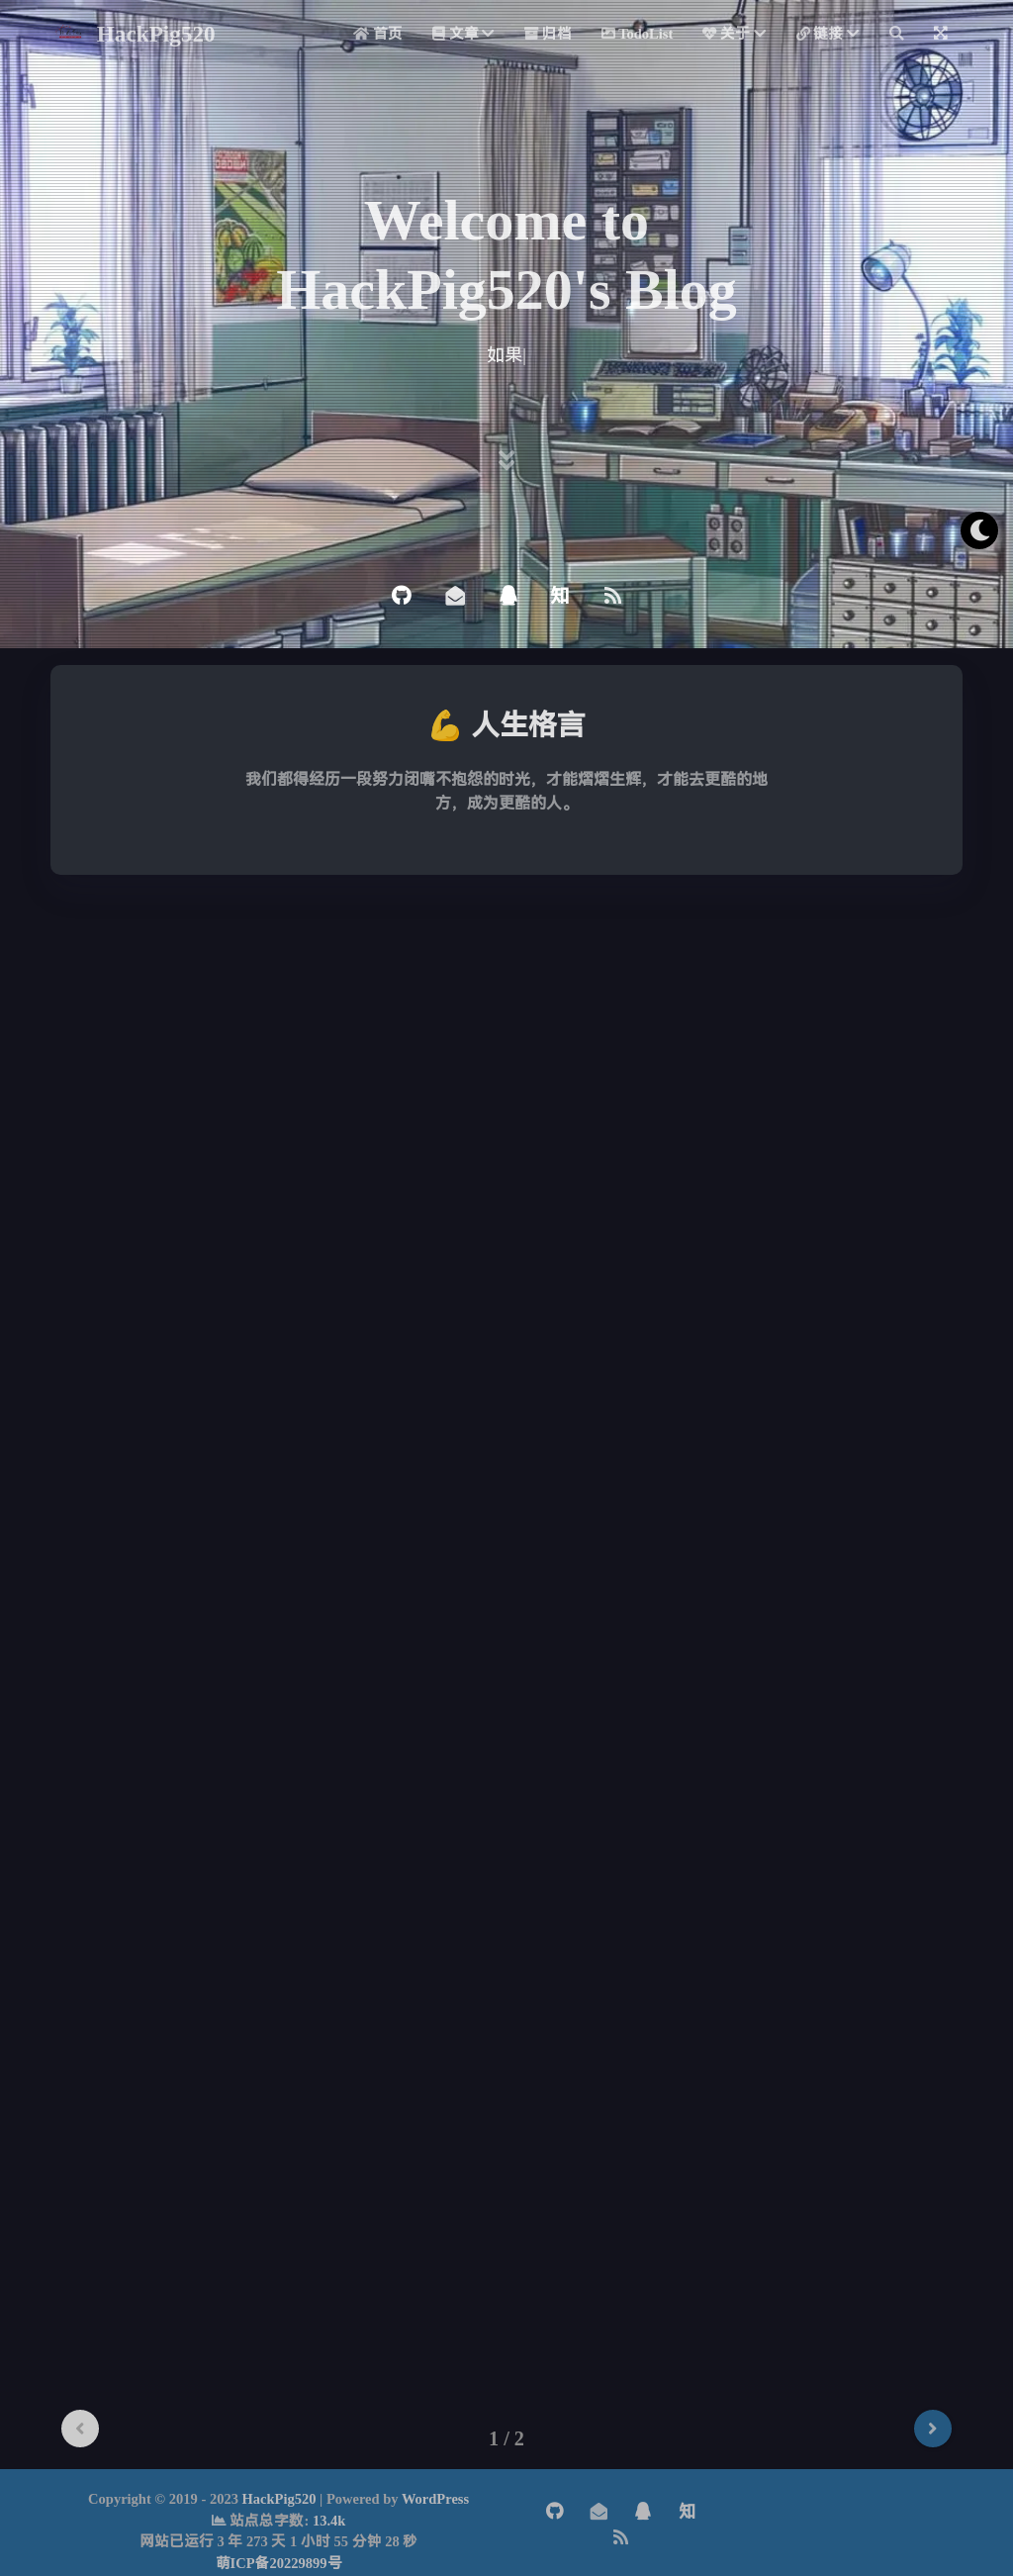 HackPig520
首页 文章 归档 TodoList 关于 链接
Welcome to
HackPig520's Blog
如果
知
💪 人生格言
我们都得经历一段努力闭嘴不抱怨的时光，才能熠熠生辉，才能去更酷的地
方，成为更酷的人。
1 / 2
Copyright © 2019 - 2023 HackPig520 | Powered by WordPress
站点总字数: 13.4k
网站已运行 3 年 273 天 1 小时 55 分钟 28 秒
萌ICP备20229899号
知